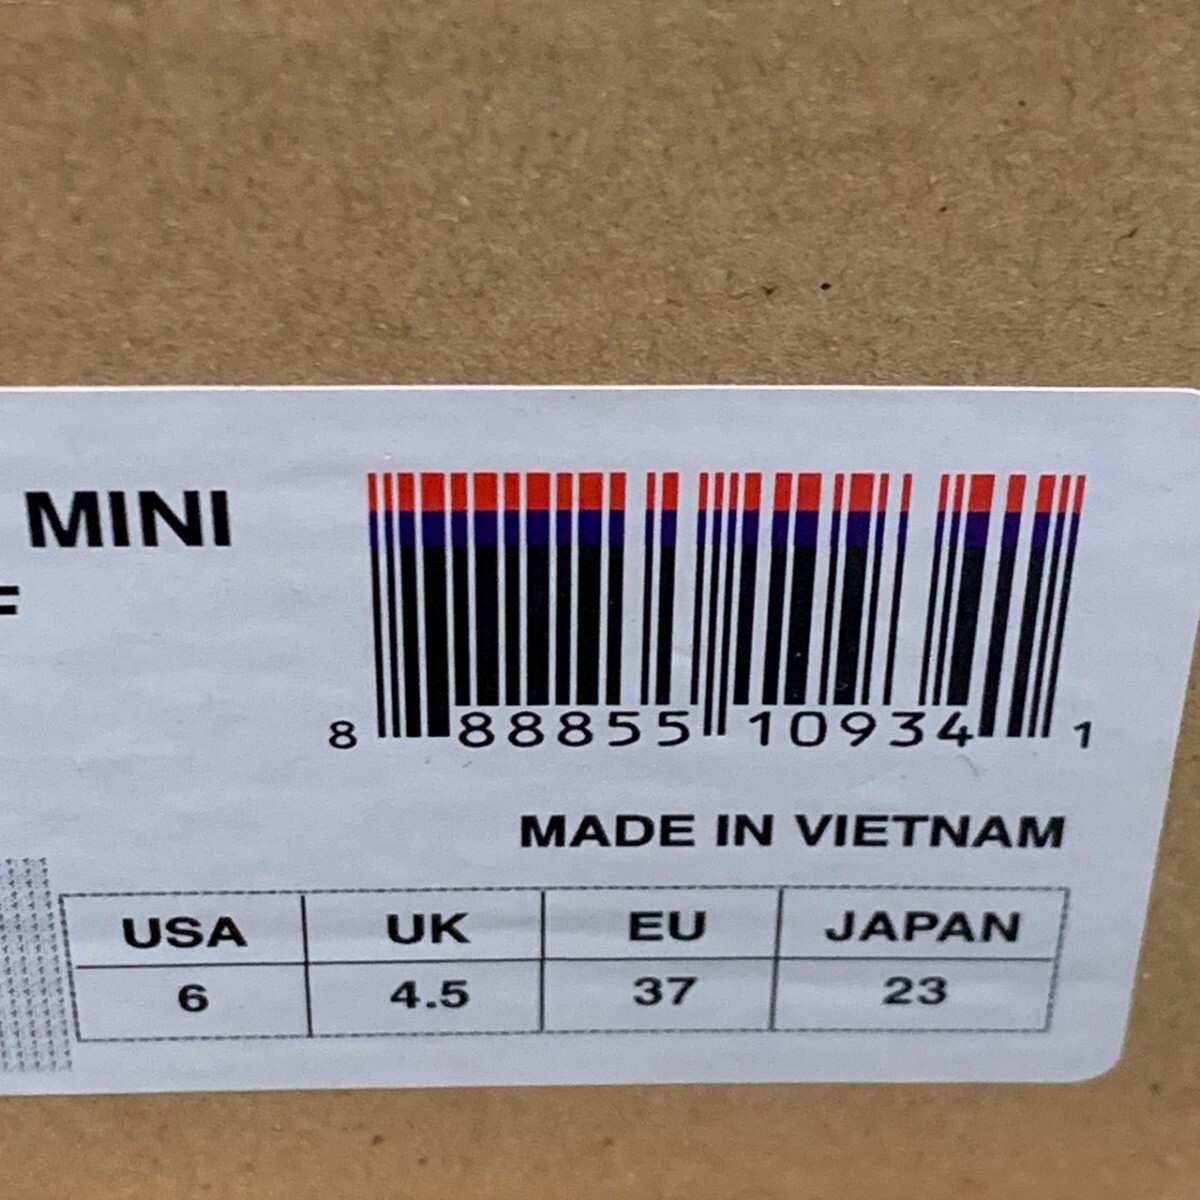 MINI
F
8 88855 10934 1
MADE IN VIETNAM
USA UK EU JAPAN
6 4.5 37 23